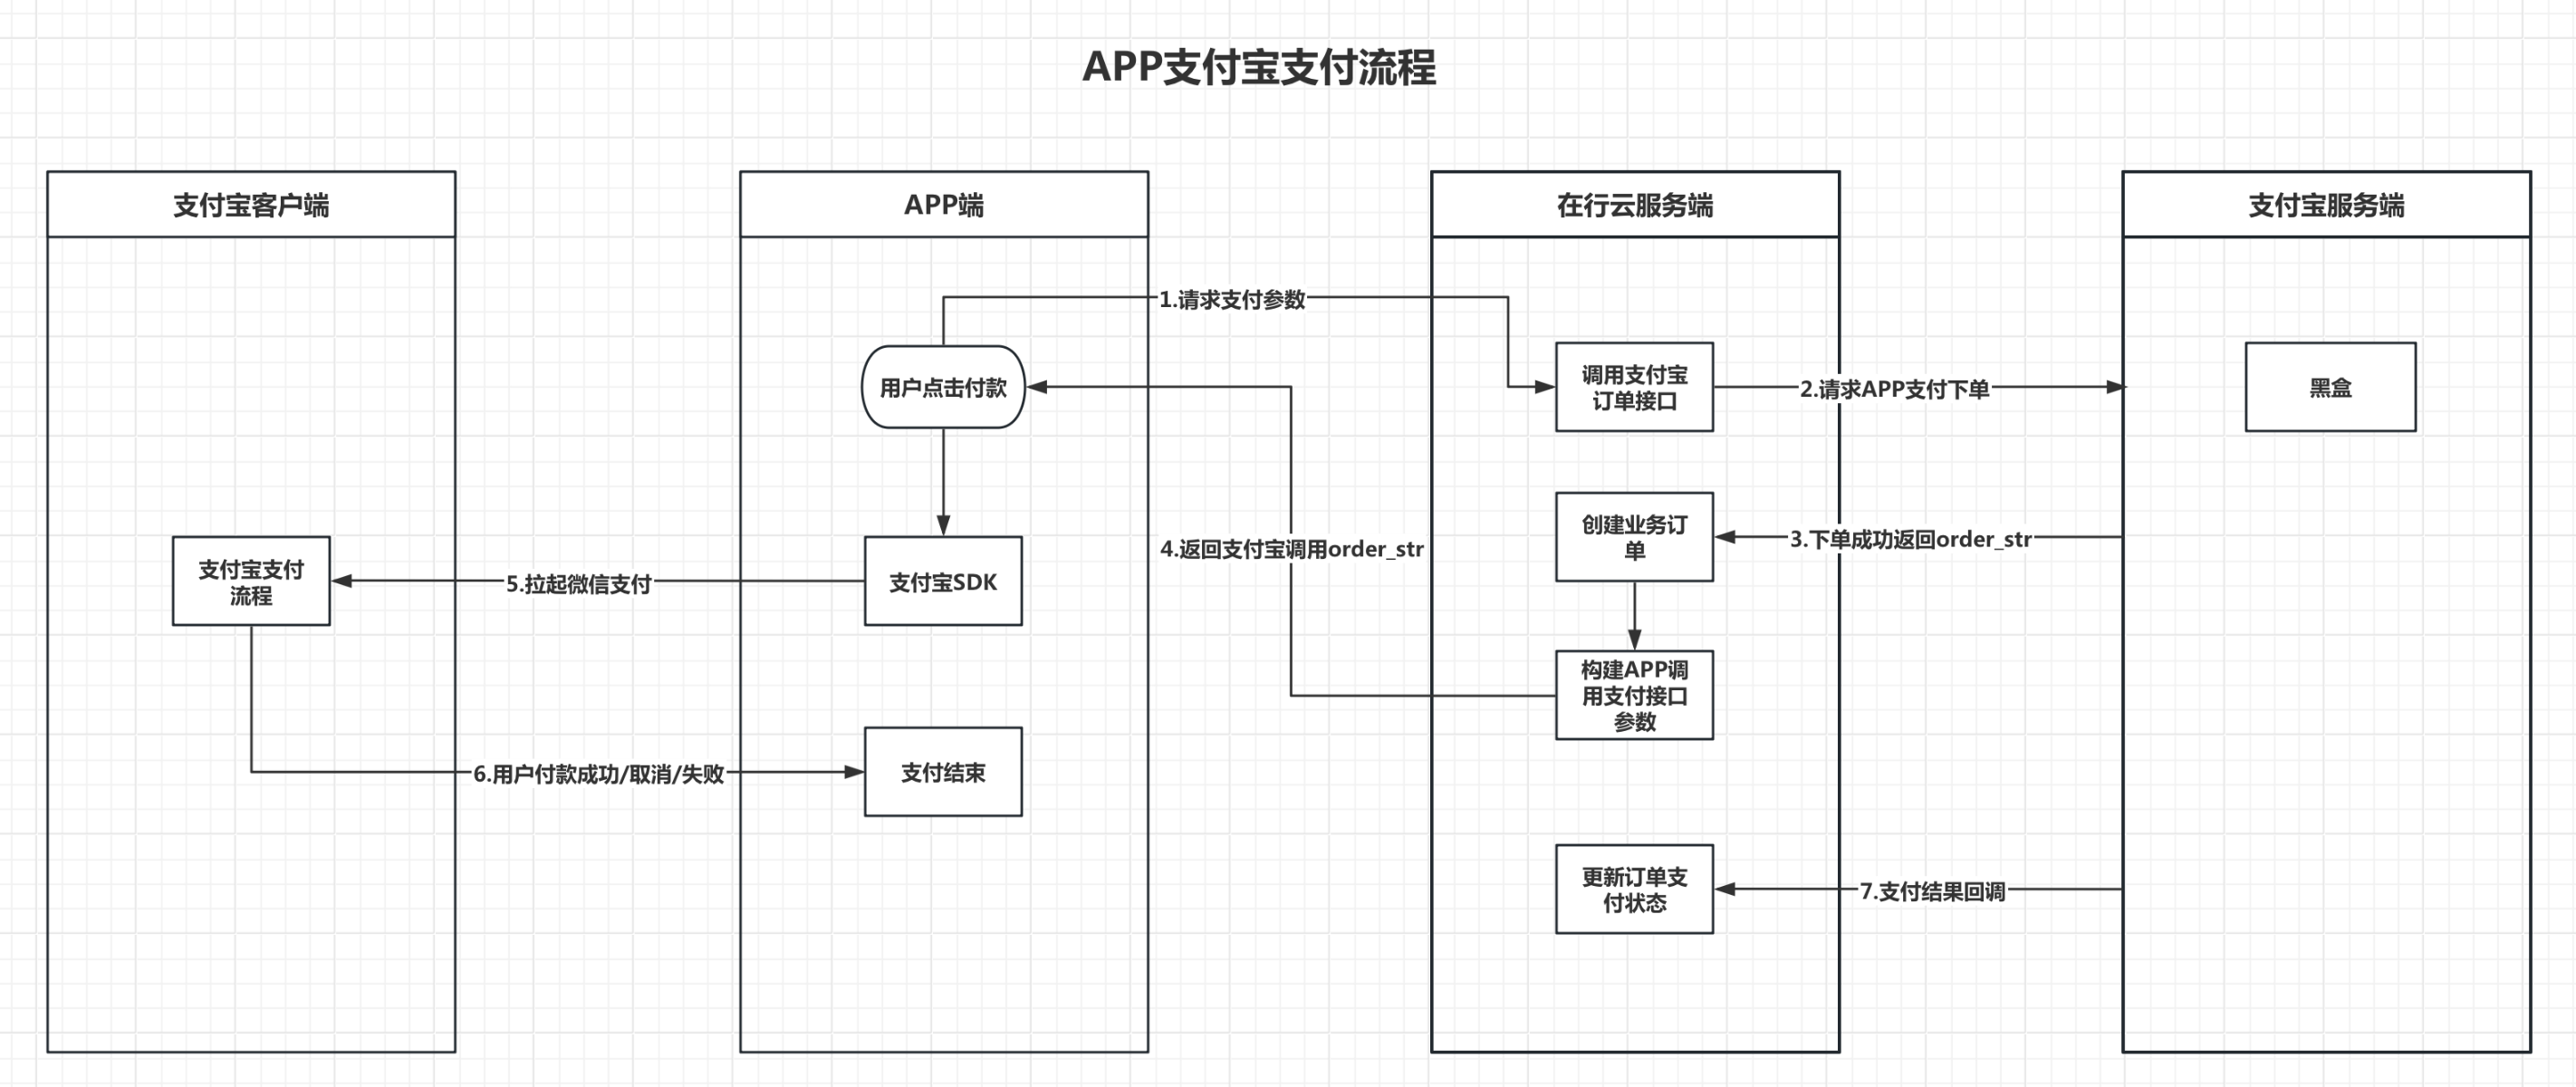 APP支付宝支付流程
支付宝客户端
APP端
在行云服务端
支付宝服务端
1.请求支付参数
用户点击付款
调用支付宝
订单接口
2.请求APP支付下单
黑盒
创建业务订
单
3.下单成功返回order_str
4.返回支付宝调用order_str
支付宝支付
流程
5.拉起微信支付
支付宝SDK
构建APP调
用支付接口
参数
6.用户付款成功/取消/失败
支付结束
更新订单支
付状态
7.支付结果回调